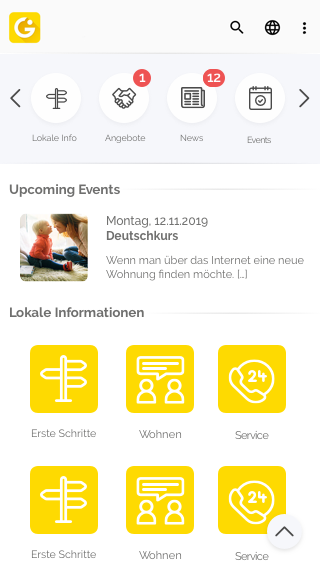 1
12
Lokale Info
Angebote
News
Events
Upcoming Events
Montag, 12.11.2019
Deutschkurs
Wenn man über das Internet eine neue
Wohnung finden möchte. [...]
Lokale Informationen
24
Erste Schritte
Wohnen
Service
24
Erste Schritte
Wohnen
Service